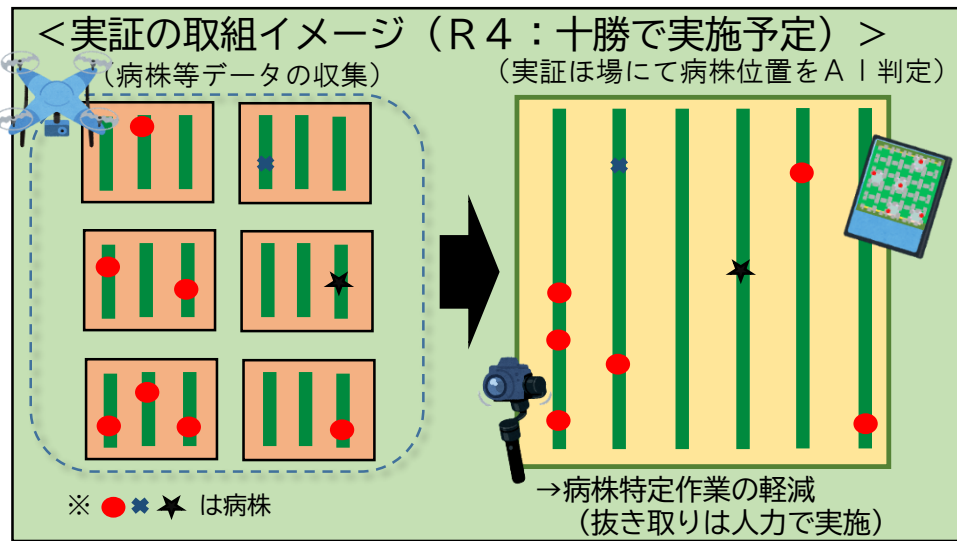 ＜実証の取組イメージ（Ｒ４：十勝で実施予定）＞
（病株等データの収集）
（実証ほ場にて病株位置をＡＩ判定）
※ ●✖★ は病株
→病株特定作業の軽減
（抜き取りは人力で実施）